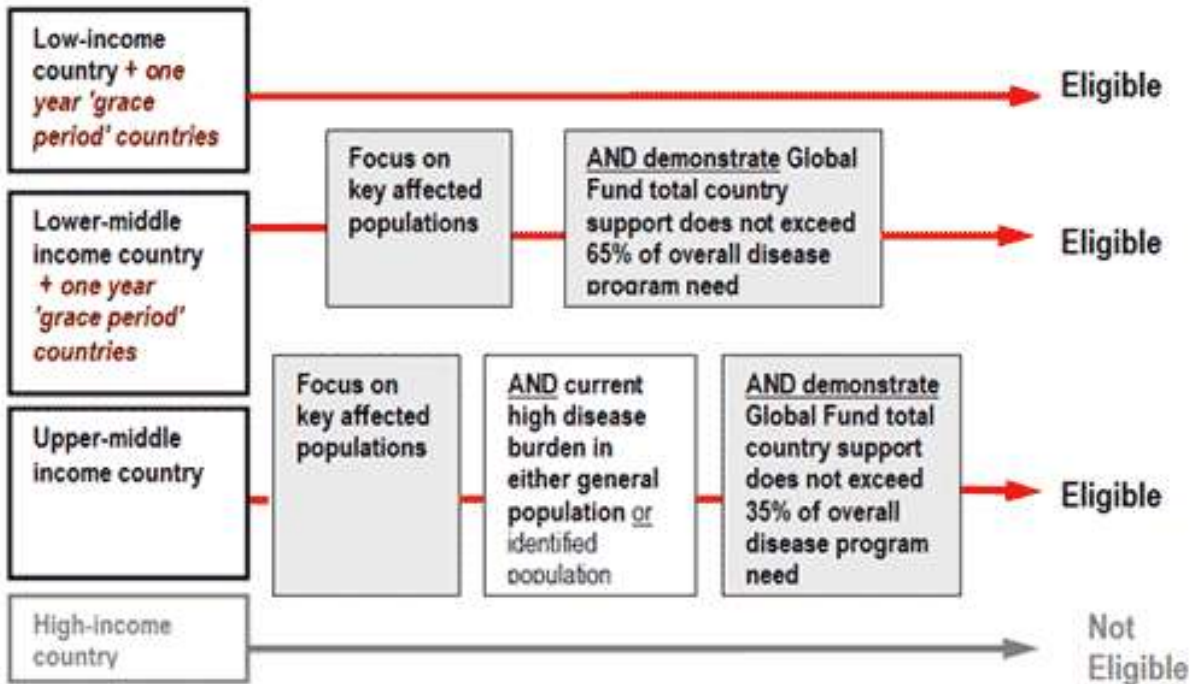 Low-income
country + one
year 'grace
period' countries
Eligible
Lower-middle
income country
+ one year
'grace period'
countries
Focus on
key affected
populations
AND demonstrate Global
Fund total country
support does not exceed
65% of overall disease
program need
Eligible
Upper-middle
income country
Focus on
key affected
populations
AND current
high disease
burden in
either general
population or
identified
population
AND demonstrate
Global Fund total
country support
does not exceed
35% of overall
disease program
need
Eligible
High-income
country
Not
Eligible